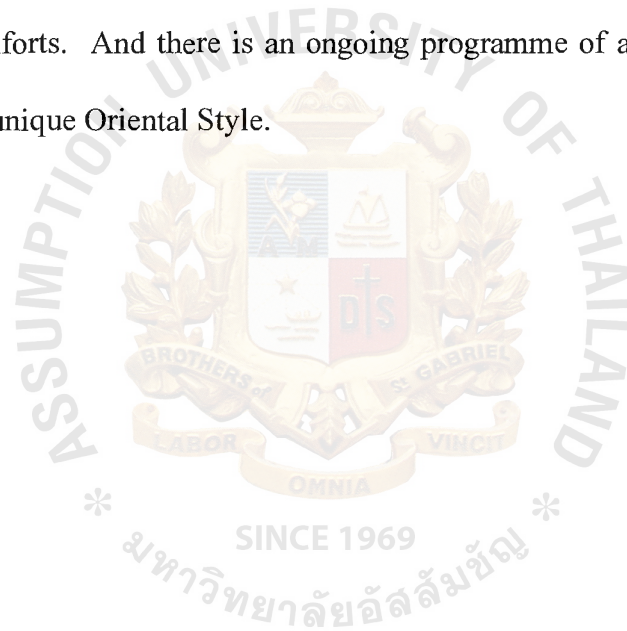 forts. And there is an ongoing programme of a
unique Oriental Style.
ASSUMPTION UNIVERSITY OF THAILAND
A M
D S
BROTHERS of St GABRIEL
LABOR OMNIA VINCIT
* SINCE 1969 *
มหาวิทยาลัยอัสสัมชัญ